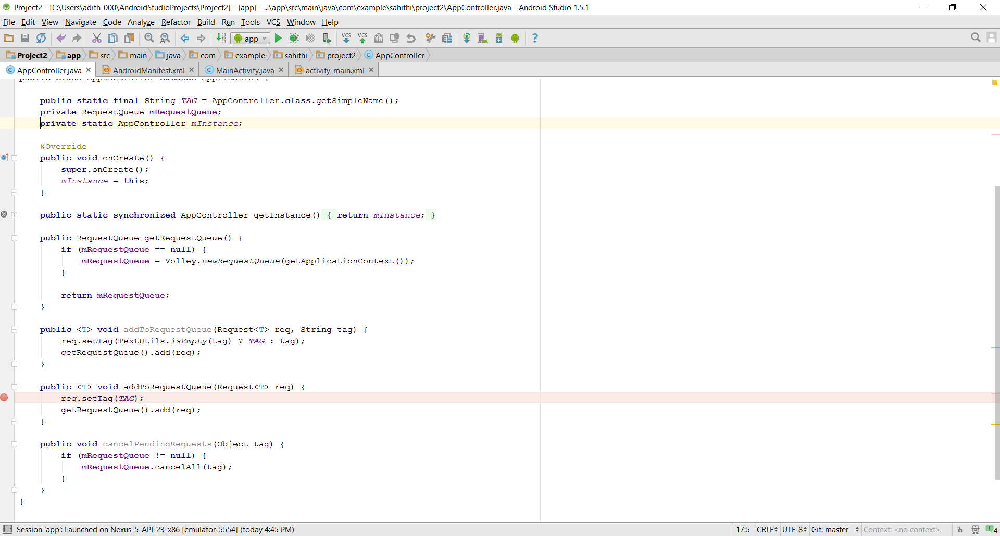 Project2 - [C:\Users\adith_000\AndroidStudioProjects\Project2] - [app] - ...\app\src\main\java\com\example\sahithi\project2\AppController.java - Android Studio 1.5.1
File Edit View Navigate Code Analyze Refactor Build Run Tools VCS Window Help
app VCS VCS ?
Project2 app src main java com example sahithi project2 AppController
AppController.java AndroidManifest.xml MainActivity.java activity_main.xml
public class AppController extends Application {
public static final String TAG = AppController.class.getSimpleName();
private RequestQueue mRequestQueue;
private static AppController mInstance;
@Override
public void onCreate() {
super.onCreate();
mInstance = this;
}
public static synchronized AppController getInstance() { return mInstance; }
public RequestQueue getRequestQueue() {
if (mRequestQueue == null) {
mRequestQueue = Volley.newRequestQueue(getApplicationContext());
}
return mRequestQueue;
}
public <T> void addToRequestQueue(Request<T> req, String tag) {
req.setTag(TextUtils.isEmpty(tag) ? TAG : tag);
getRequestQueue().add(req);
}
public <T> void addToRequestQueue(Request<T> req) {
req.setTag(TAG);
getRequestQueue().add(req);
}
public void cancelPendingRequests(Object tag) {
if (mRequestQueue != null) {
mRequestQueue.cancelAll(tag);
}
}
}
Session 'app': Launched on Nexus_5_API_23_x86 [emulator-5554] (today 4:45 PM) 17:5 CRLF UTF-8 Git: master Context: <no context> 4